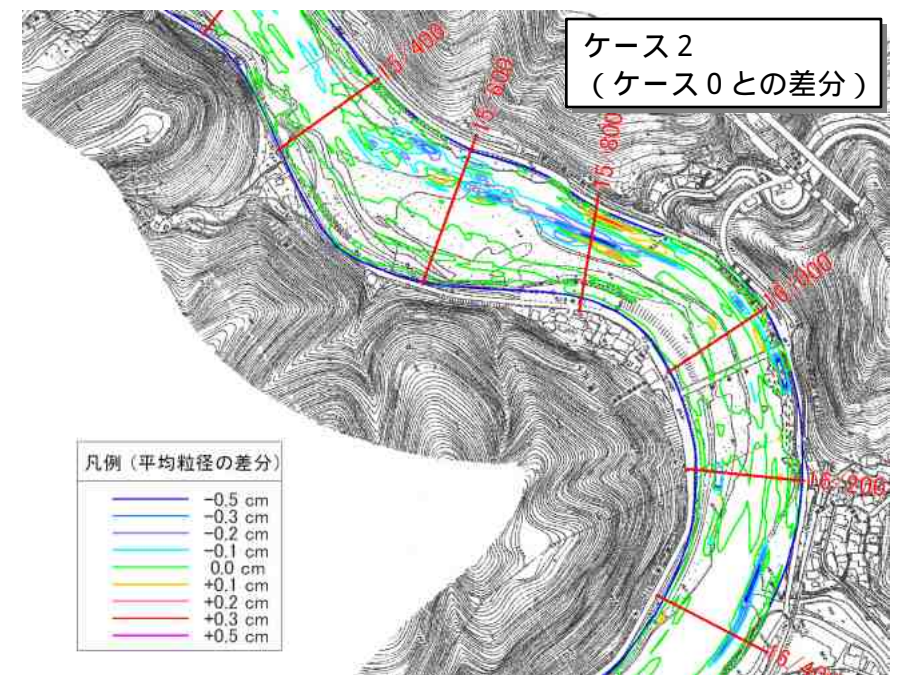 ケース2
(ケース0との差分)
15/400
15/600
15/800
16/000
16/200
16/400
凡例(平均粒径の差分)
-0.5 cm
-0.3 cm
-0.2 cm
-0.1 cm
0.0 cm
+0.1 cm
+0.2 cm
+0.3 cm
+0.5 cm